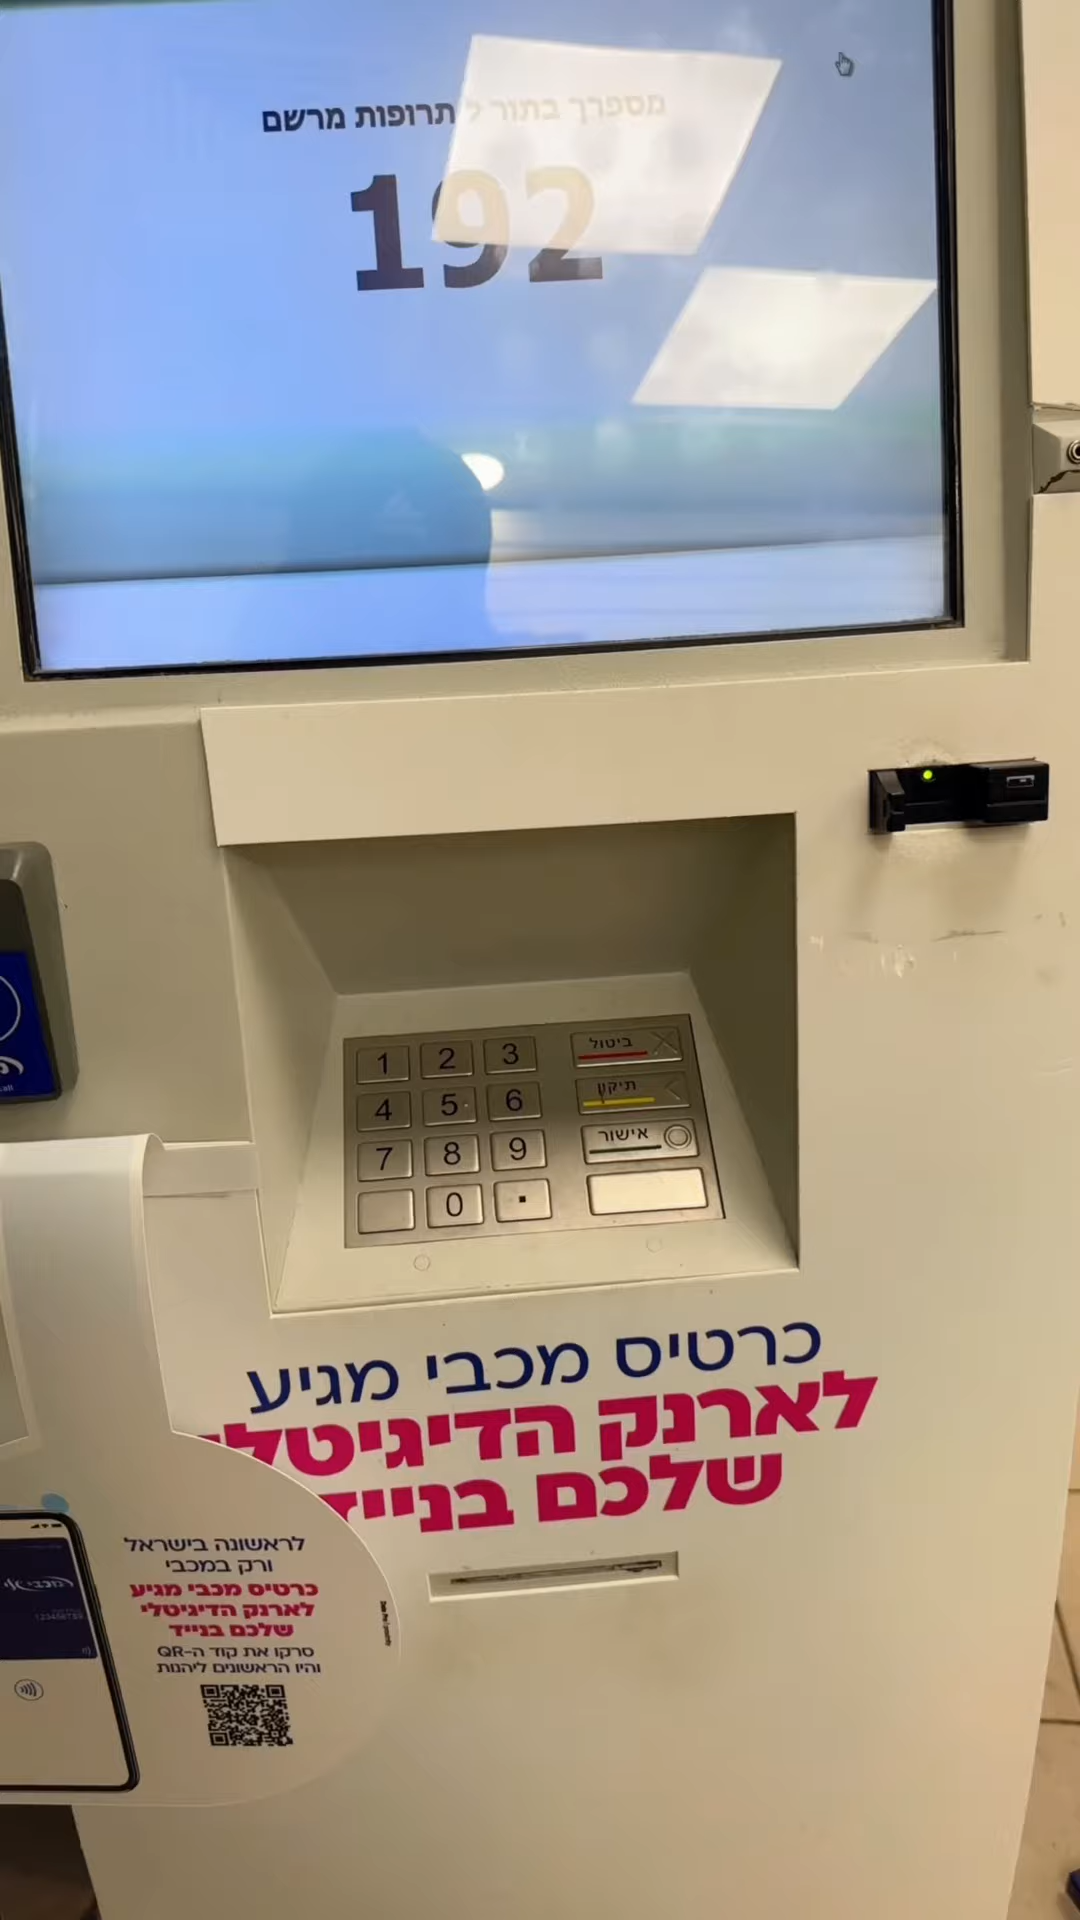 מספרך בתור ל תרופות מרשם
192
1 2 3 ביטול
4 5 6 תיקון
7 8 9 אישור
0 .
כרטיס מכבי מגיע
לארנק הדיגיטלי
שלכם בנייד
לראשונה בישראל
ורק במכבי
כרטיס מכבי מגיע
לארנק הדיגיטלי
שלכם בנייד
סרקו את קוד ה-QR
והיו הראשונים ליהנות
123456789